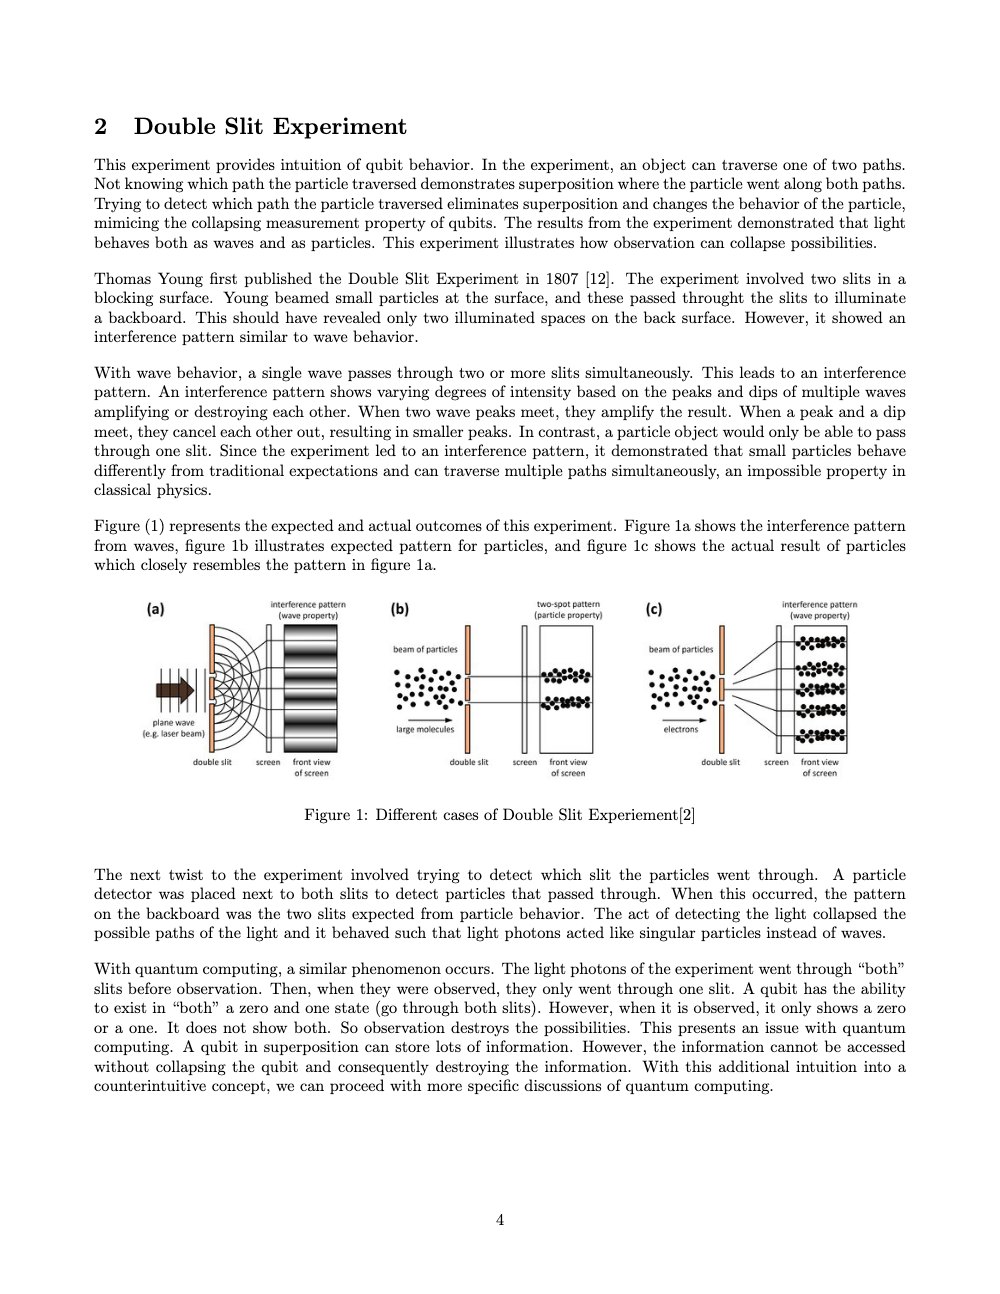 2 Double Slit Experiment
This experiment provides intuition of qubit behavior. In the experiment, an object can traverse one of two paths.
Not knowing which path the particle traversed demonstrates superposition where the particle went along both paths.
Trying to detect which path the particle traversed eliminates superposition and changes the behavior of the particle,
mimicing the collapsing measurement property of qubits. The results from the experiment demonstrated that light
behaves both as waves and as particles. This experiment illustrates how observation can collapse possibilities.
Thomas Young first published the Double Slit Experiment in 1807 [12]. The experiment involved two slits in a
blocking surface. Young beamed small particles at the surface, and these passed throught the slits to illuminate
a backboard. This should have revealed only two illuminated spaces on the back surface. However, it showed an
interference pattern similar to wave behavior.
With wave behavior, a single wave passes through two or more slits simultaneously. This leads to an interference
pattern. An interference pattern shows varying degrees of intensity based on the peaks and dips of multiple waves
amplifying or destroying each other. When two wave peaks meet, they amplify the result. When a peak and a dip
meet, they cancel each other out, resulting in smaller peaks. In contrast, a particle object would only be able to pass
through one slit. Since the experiment led to an interference pattern, it demonstrated that small particles behave
differently from traditional expectations and can traverse multiple paths simultaneously, an impossible property in
classical physics.
Figure (1) represents the expected and actual outcomes of this experiment. Figure 1a shows the interference pattern
from waves, figure 1b illustrates expected pattern for particles, and figure 1c shows the actual result of particles
which closely resembles the pattern in figure 1a.
(a)
interference pattern
(wave property)
plane wave
(e.g. laser beam)
double slit
screen
front view
of screen
(b)
two-spot pattern
(particle property)
beam of particles
large molecules
double slit
screen
front view
of screen
(c)
interference pattern
(wave property)
beam of particles
electrons
double slit
screen
front view
of screen
Figure 1: Different cases of Double Slit Experiement[2]
The next twist to the experiment involved trying to detect which slit the particles went through. A particle
detector was placed next to both slits to detect particles that passed through. When this occurred, the pattern
on the backboard was the two slits expected from particle behavior. The act of detecting the light collapsed the
possible paths of the light and it behaved such that light photons acted like singular particles instead of waves.
With quantum computing, a similar phenomenon occurs. The light photons of the experiment went through “both”
slits before observation. Then, when they were observed, they only went through one slit. A qubit has the ability
to exist in “both” a zero and one state (go through both slits). However, when it is observed, it only shows a zero
or a one. It does not show both. So observation destroys the possibilities. This presents an issue with quantum
computing. A qubit in superposition can store lots of information. However, the information cannot be accessed
without collapsing the qubit and consequently destroying the information. With this additional intuition into a
counterintuitive concept, we can proceed with more specific discussions of quantum computing.
4